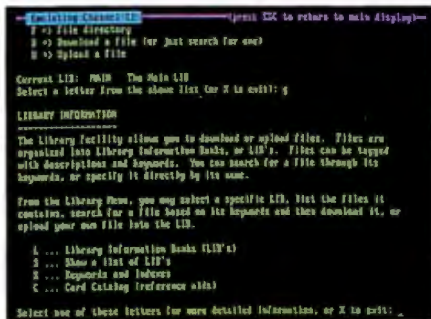 Emulating Channel 12 (press ESC to return to main display)
F => File directory
D => Download a file (or just search for one)
U => Upload a file
Current LIB: MAIN The Main LIB
Select a letter from the above list (or X to exit): g
LIBRARY INFORMATION
-------------------
The Library facility allows you to download or upload files. Files are
organized into Library Information Banks, or LIB's. Files can be tagged
with descriptions and keywords. You can search for a file through its
keywords, or specify it directly by its name.
From the Library Menu, you may select a specific LIB, list the files it
contains, search for a file based on its keywords and then download it, or
upload your own file into the LIB.
L ... Library Information Banks (LIB's)
S ... Show a list of LIB's
K ... Keywords and Indexes
C ... Card Catalog (reference aids)
Select one of these letters for more detailed information, or X to exit: